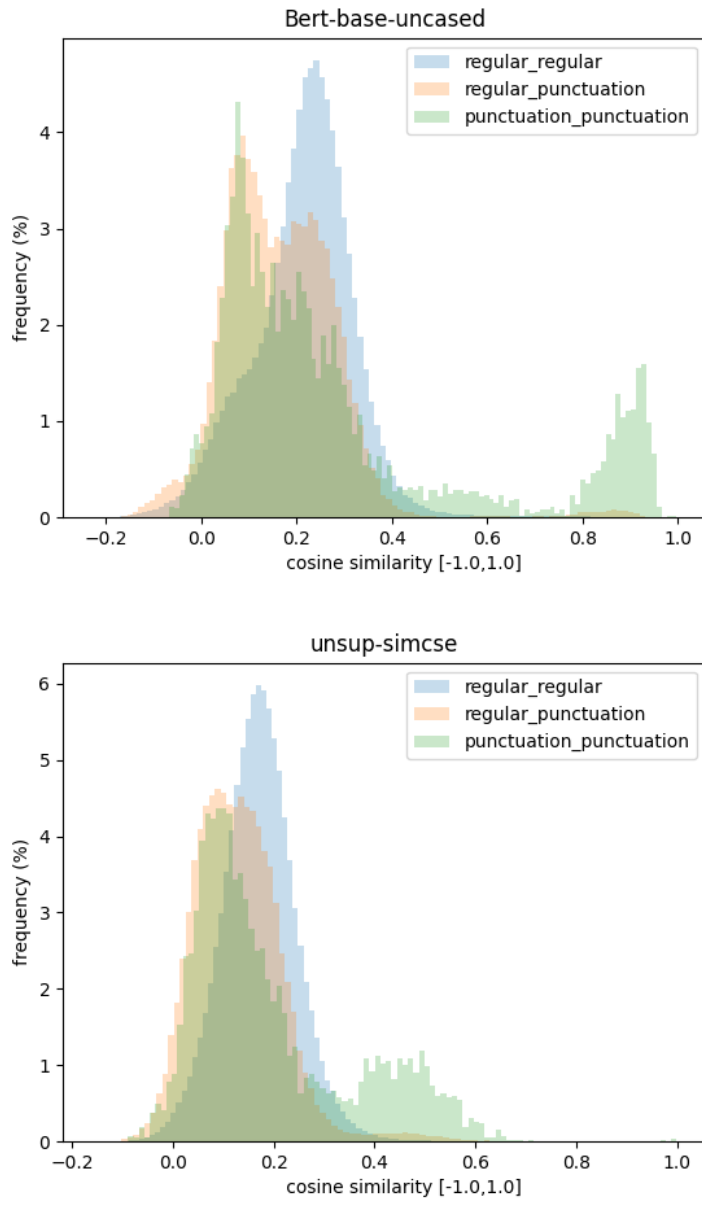 Bert-base-uncased
regular_regular
regular_punctuation
punctuation_punctuation
frequency (%)
4
3
2
1
0
−0.2 0.0 0.2 0.4 0.6 0.8 1.0
cosine similarity [-1.0,1.0]
unsup-simcse
regular_regular
regular_punctuation
punctuation_punctuation
frequency (%)
6
5
4
3
2
1
0
−0.2 0.0 0.2 0.4 0.6 0.8 1.0
cosine similarity [-1.0,1.0]